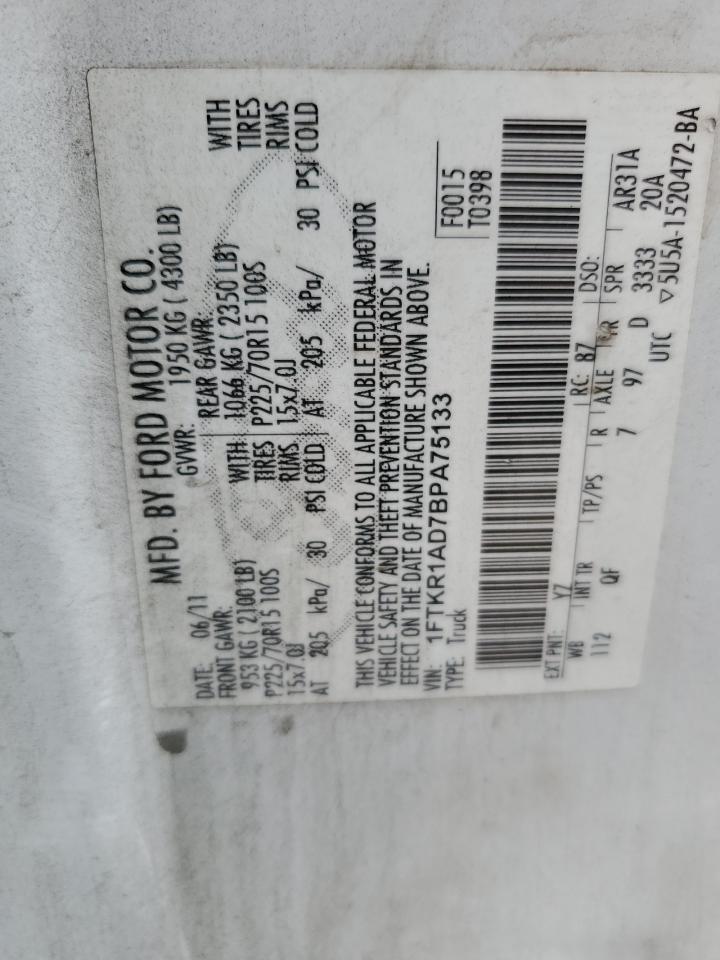 MFD. BY FORD MOTOR CO.
DATE: 06/11 GVWR: 1950 KG ( 4300 LB)
FRONT GAWR: REAR GAWR:
953 KG ( 2100 LB) WITH 1066 KG ( 2350 LB) WITH
P225/70R15 100S TIRES P225/70R15 100S TIRES
15x7.0J RIMS 15x7.0J RIMS
AT 205 kPa/ 30 PSI COLD AT 205 kPa/ 30 PSI COLD
THIS VEHICLE CONFORMS TO ALL APPLICABLE FEDERAL MOTOR
VEHICLE SAFETY AND THEFT PREVENTION STANDARDS IN
EFFECT ON THE DATE OF MANUFACTURE SHOWN ABOVE.
VIN: 1FTKR1AD7BPA75133 F0015
TYPE: Truck T0398
EXT PNT: YZ RC: 87 DSO:
WB INT TR TP/PS R AXLE TR SPR AR31A
112 QF 7 97 D 3333 20A
UTC ▽5U5A-1520472-BA